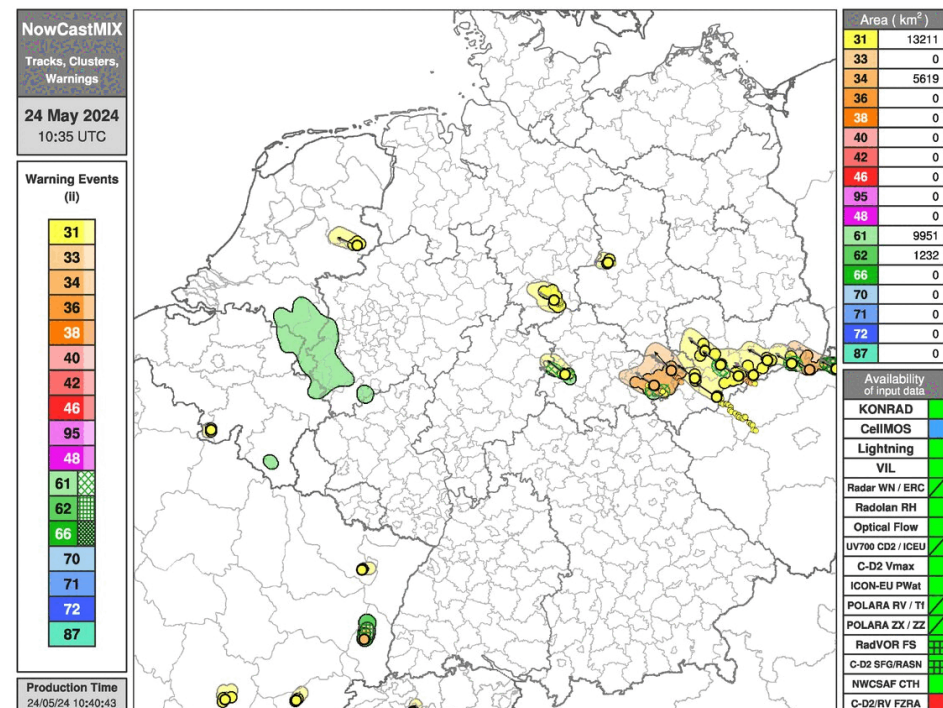 NowCastMIX
Tracks, Clusters,
Warnings
24 May 2024
10:35 UTC
Warning Events
(ii)
31
33
34
36
38
40
42
46
95
48
61
62
66
70
71
72
87
Production Time
24/05/24 10:40:43
Area ( km² )
31 13211
33 0
34 5619
36 0
38 0
40 0
42 0
46 0
95 0
48 0
61 9951
62 1232
66 0
70 0
71 0
72 0
87 0
Availability
of input data
KONRAD
CellMOS
Lightning
VIL
Radar WN / ERC
Radolan RH
Optical Flow
UV700 CD2 / ICEU
C-D2 Vmax
ICON-EU PWat
POLARA RV / Tf
POLARA ZX / ZZ
RadVOR FS
C-D2 SFG/RASN
NWCSAF CTH
C-D2/RV FZRA